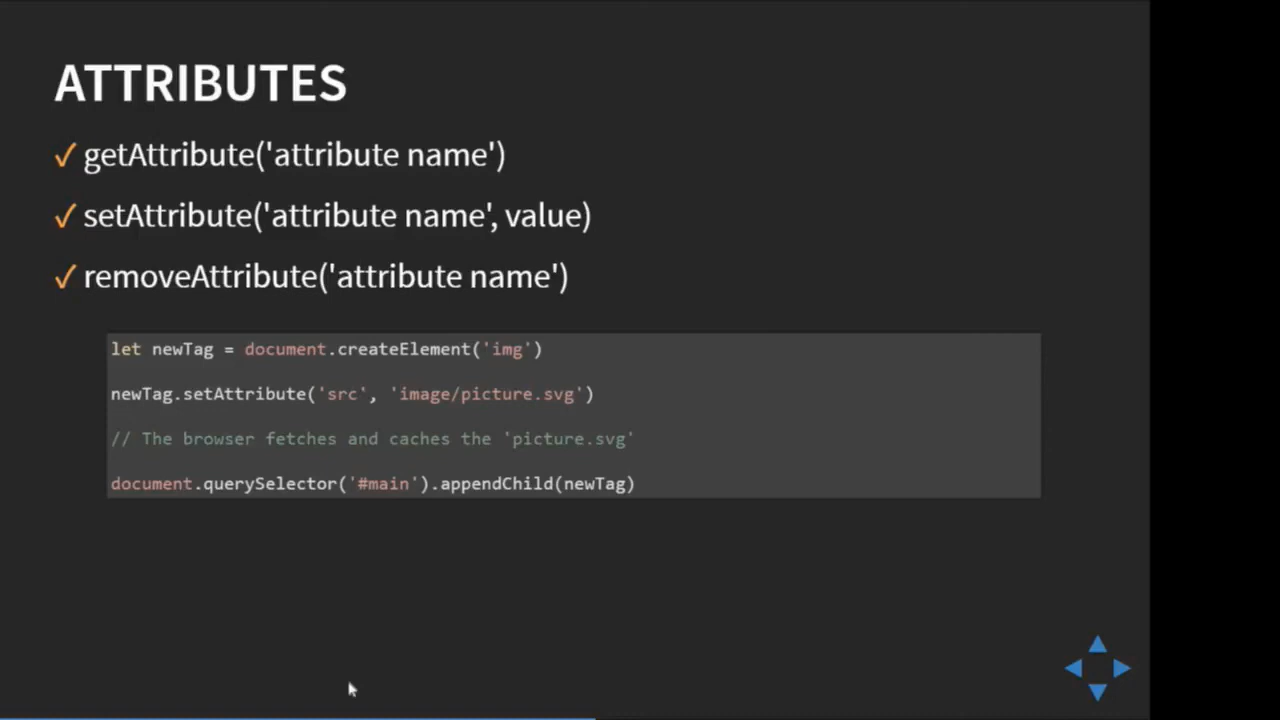 ATTRIBUTES
✓ getAttribute('attribute name')
✓ setAttribute('attribute name', value)
✓ removeAttribute('attribute name')
let newTag = document.createElement('img')
newTag.setAttribute('src', 'image/picture.svg')
// The browser fetches and caches the 'picture.svg'
document.querySelector('#main').appendChild(newTag)